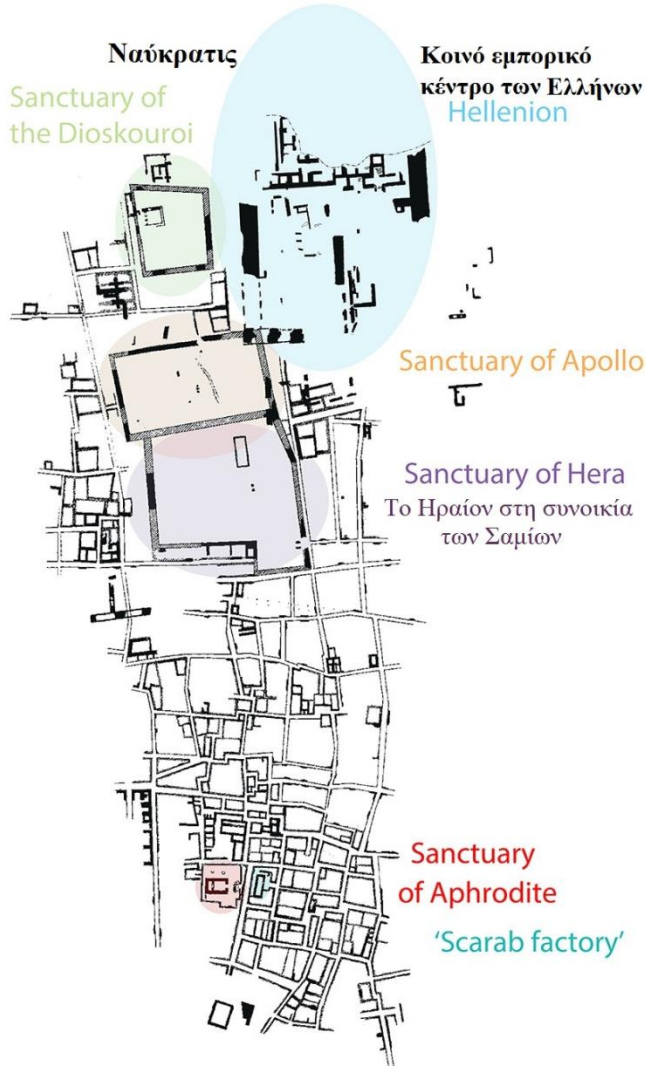 Ναύκρατις
Κοινό εμπορικό
κέντρο των Ελλήνων
Sanctuary of
the Dioskouroi
Hellenion
Sanctuary of Apollo
Sanctuary of Hera
Το Ηραίον στη συνοικία
των Σαμίων
Sanctuary
of Aphrodite
'Scarab factory'